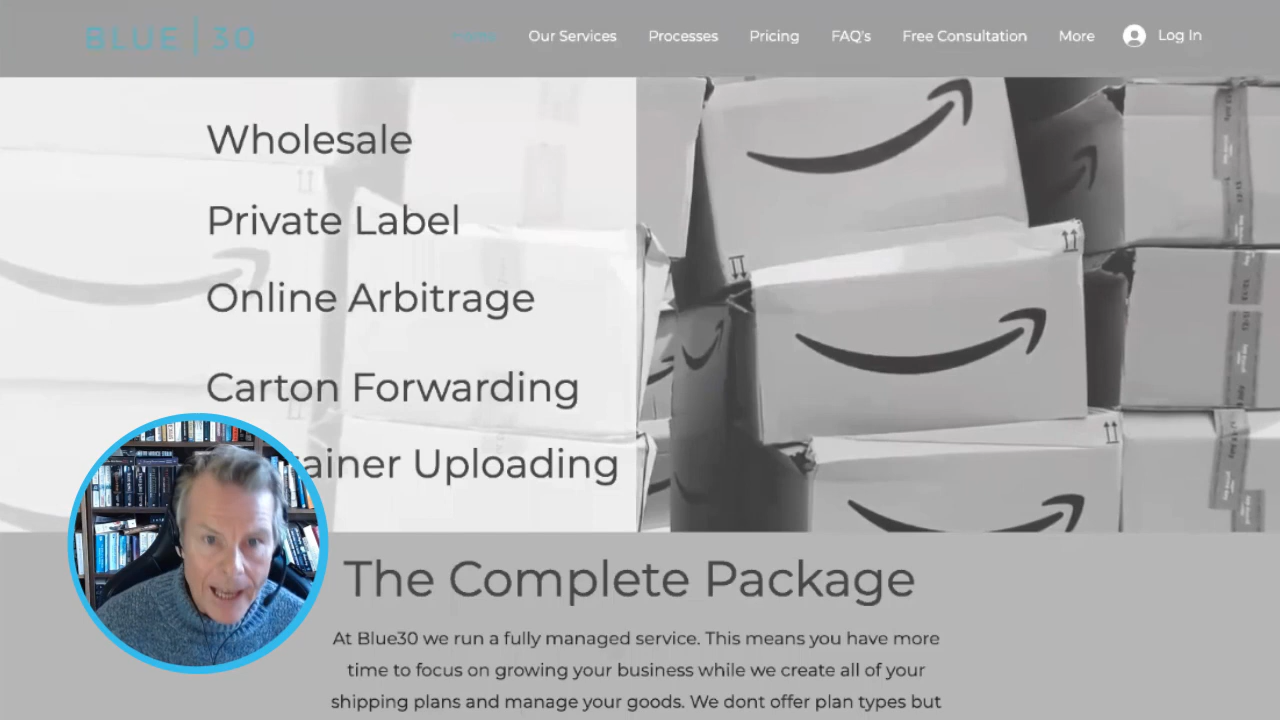 BLUE | 30
Home Our Services Processes Pricing FAQ's Free Consultation More Log In
Wholesale
Private Label
Online Arbitrage
Carton Forwarding
ainer Uploading
The Complete Package
At Blue30 we run a fully managed service. This means you have more
time to focus on growing your business while we create all of your
shipping plans and manage your goods. We dont offer plan types but